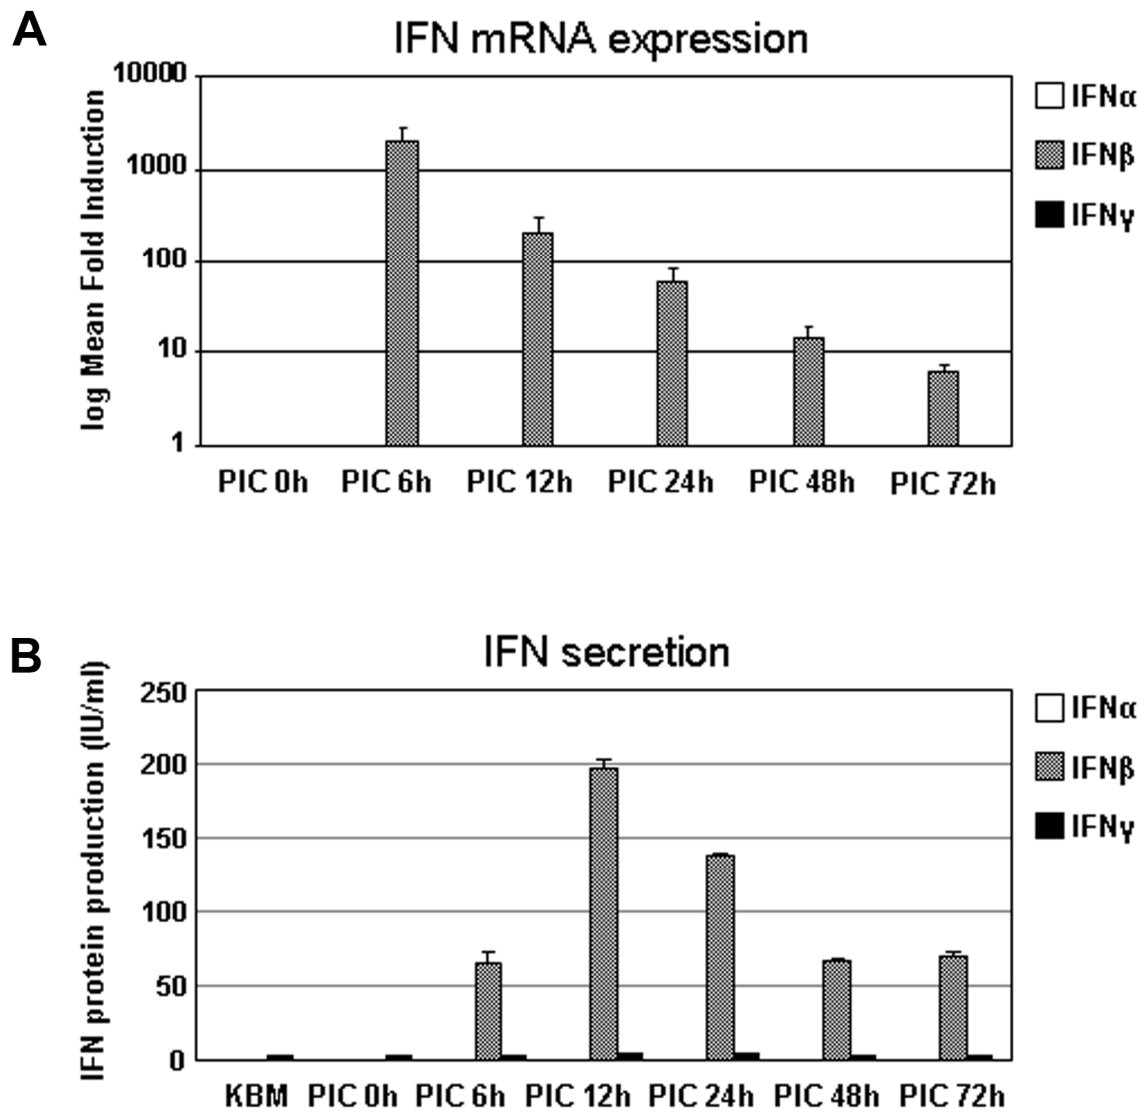 A
IFN mRNA expression
log Mean Fold Induction
10000
1000
100
10
1
PIC 0h PIC 6h PIC 12h PIC 24h PIC 48h PIC 72h
IFNα
IFNβ
IFNγ
B
IFN secretion
IFN protein production (IU/ml)
250
200
150
100
50
0
KBM PIC 0h PIC 6h PIC 12h PIC 24h PIC 48h PIC 72h
IFNα
IFNβ
IFNγ